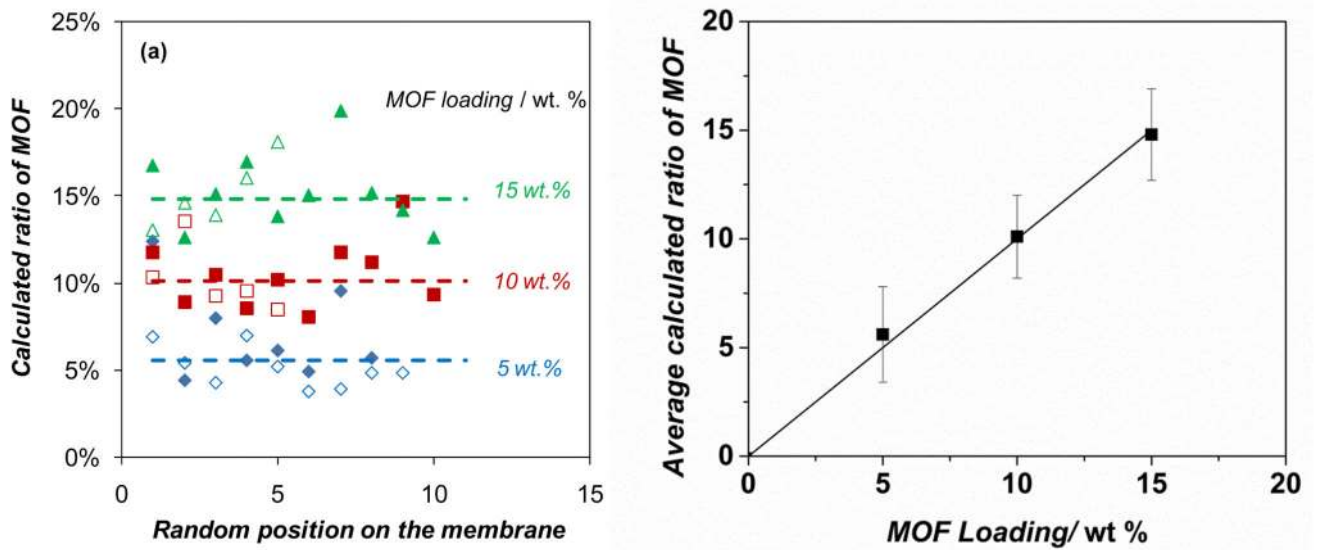 25%
20%
15%
10%
5%
0%
Calculated ratio of MOF
(a)
MOF loading / wt. %
15 wt.%
10 wt.%
5 wt.%
0
5
10
15
Random position on the membrane
20
15
10
5
0
Average calculated ratio of MOF
0
5
10
15
20
MOF Loading/ wt %